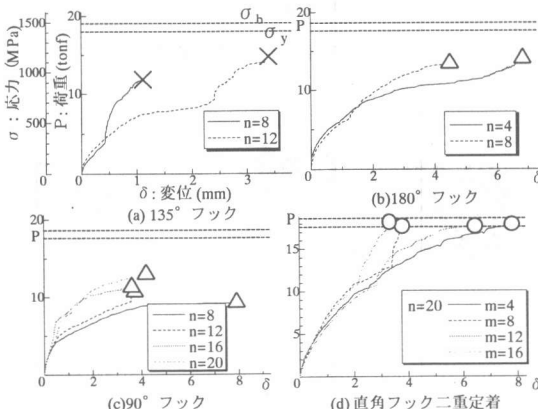 (MPa)
σ : 応力
1500
1000
500
0
P : 荷重 (tonf)
20
10
0
σb
σy
n=8
n=12
0 1 2 3
δ : 変位 (mm)
(a) 135° フック
P
15
10
5
n=4
n=8
0 2 4 6 δ
(b)180° フック
20
P
10
n=8
n=12
n=16
n=20
0 2 4 6 8 δ
(c)90° フック
P
15
10
5
n=20
m=4
m=8
m=12
m=16
0 2 4 6 8 δ
(d) 直角フック二重定着